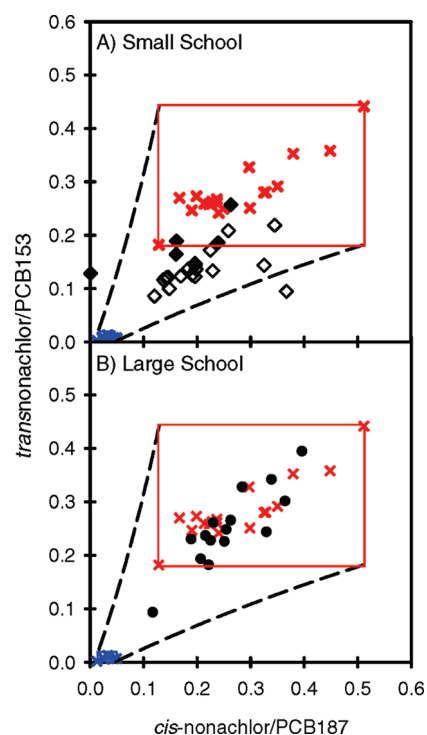 0.6
A) Small School
0.5
0.4
0.3
0.2
0.1
0.0
transnonachlor/PCB153
B) Large School
0.5
0.4
0.3
0.2
0.1
0.0
0.0 0.1 0.2 0.3 0.4 0.5 0.6
cis-nonachlor/PCB187